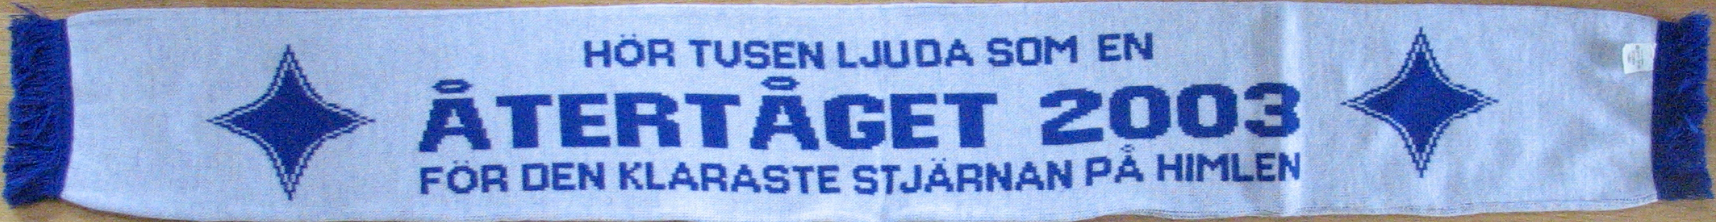 HÖR TUSEN LJUDA SOM EN
ÅTERTÅGET 2003
FÖR DEN KLARASTE STJÄRNAN PÅ HIMLEN